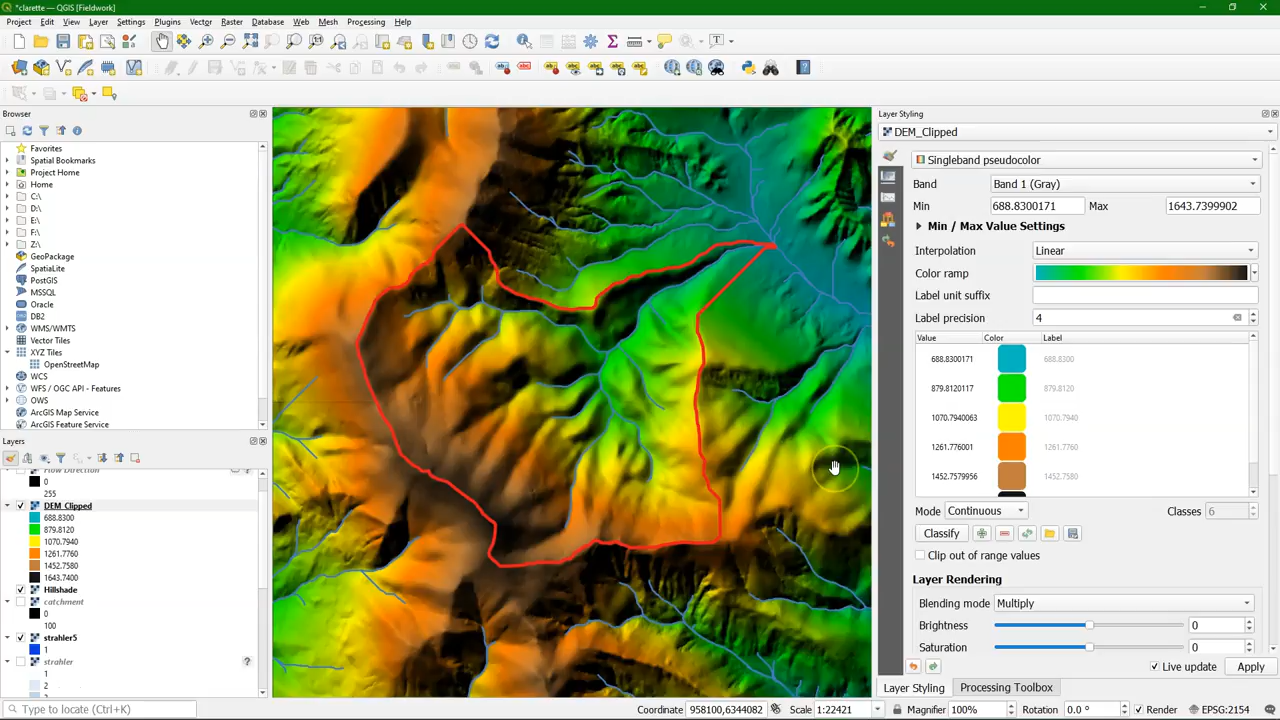 *clarette — QGIS [Fieldwork]
Project Edit View Layer Settings Plugins Vector Raster Database Web Mesh Processing Help
Browser
Favorites
Spatial Bookmarks
Project Home
Home
C:\
D:\
E:\
F:\
Z:\
GeoPackage
SpatiaLite
PostGIS
MSSQL
Oracle
DB2
WMS/WMTS
Vector Tiles
XYZ Tiles
OpenStreetMap
WCS
WFS / OGC API - Features
OWS
ArcGIS Map Service
ArcGIS Feature Service
Layers
Flow Direction
0
255
DEM_Clipped
688.8300
879.8120
1070.7940
1261.7760
1452.7580
1643.7400
Hillshade
catchment
0
100
strahler5
1
strahler
1
2
Layer Styling
DEM_Clipped
Singleband pseudocolor
Band Band 1 (Gray)
Min 688.8300171 Max 1643.7399902
Min / Max Value Settings
Interpolation Linear
Color ramp
Label unit suffix
Label precision 4
Value Color Label
688.8300171 688.8300
879.8120117 879.8120
1070.7940063 1070.7940
1261.776001 1261.7760
1452.7579956 1452.7580
Mode Continuous Classes 6
Classify
Clip out of range values
Layer Rendering
Blending mode Multiply
Brightness 0
Saturation 0
Live update Apply
Layer Styling Processing Toolbox
Type to locate (Ctrl+K) Coordinate 958100,6344082 Scale 1:22421 Magnifier 100% Rotation 0.0 ° Render EPSG:2154